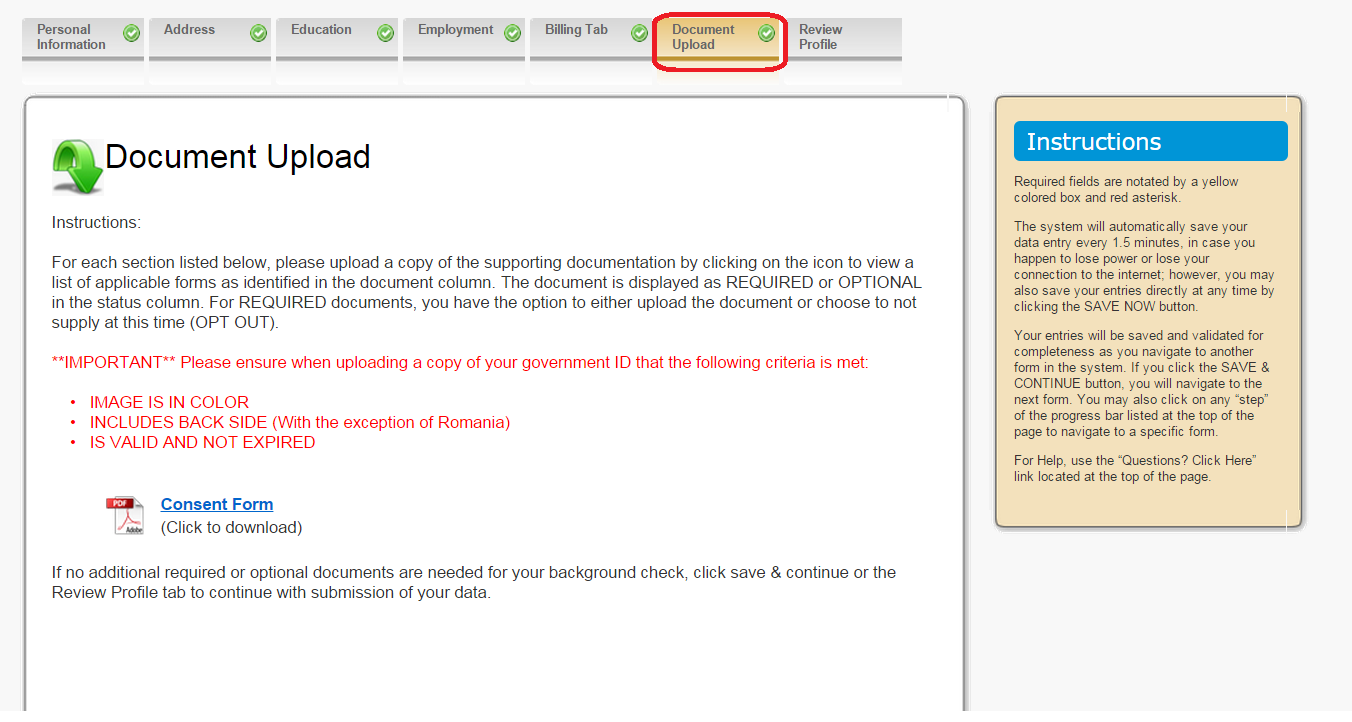 Personal
Information
Address
Education
Employment
Billing Tab
Document
Upload
Review
Profile
Document Upload
Instructions:
For each section listed below, please upload a copy of the supporting documentation by clicking on the icon to view a
list of applicable forms as identified in the document column. The document is displayed as REQUIRED or OPTIONAL
in the status column. For REQUIRED documents, you have the option to either upload the document or choose to not
supply at this time (OPT OUT).
**IMPORTANT** Please ensure when uploading a copy of your government ID that the following criteria is met:
• IMAGE IS IN COLOR
• INCLUDES BACK SIDE (With the exception of Romania)
• IS VALID AND NOT EXPIRED
PDF
Adobe
Consent Form
(Click to download)
If no additional required or optional documents are needed for your background check, click save & continue or the
Review Profile tab to continue with submission of your data.
Instructions
Required fields are notated by a yellow
colored box and red asterisk.
The system will automatically save your
data entry every 1.5 minutes, in case you
happen to lose power or lose your
connection to the internet; however, you may
also save your entries directly at any time by
clicking the SAVE NOW button.
Your entries will be saved and validated for
completeness as you navigate to another
form in the system. If you click the SAVE &
CONTINUE button, you will navigate to the
next form. You may also click on any “step”
of the progress bar listed at the top of the
page to navigate to a specific form.
For Help, use the “Questions? Click Here”
link located at the top of the page.